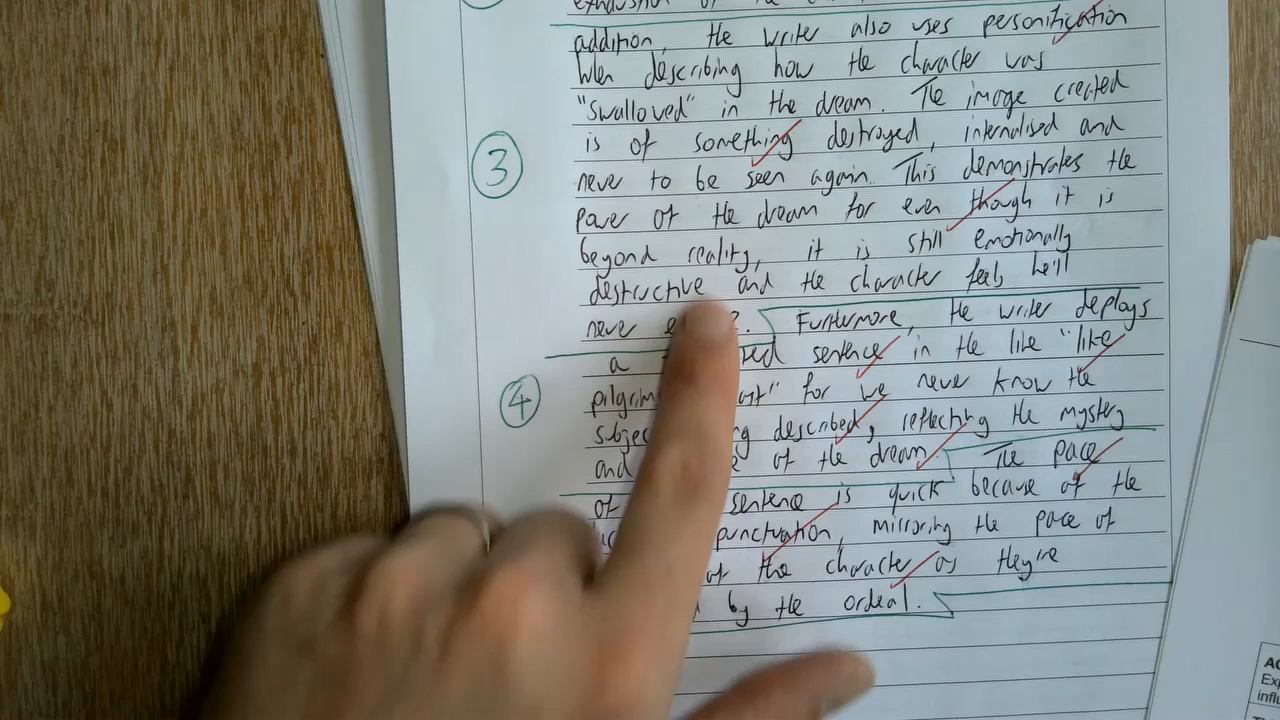 exhaustion of the
addition, the writer also uses personification
when describing how the character was
"swallowed" in the dream. The image created
is of something destroyed, internalised and
3
never to be seen again. This demonstrates the
power of the dream for even though it is
beyond reality, it is still emotionally
destructive and the character feels he'll
never
Furthermore, the writer deploys
a sentence in the like "like
4
for we never know the
described, reflecting the mystery
and of the dream. The pace
of sentence is quick because of the
punctuation, mirroring the pace of
of the character as they're
by the ordeal.